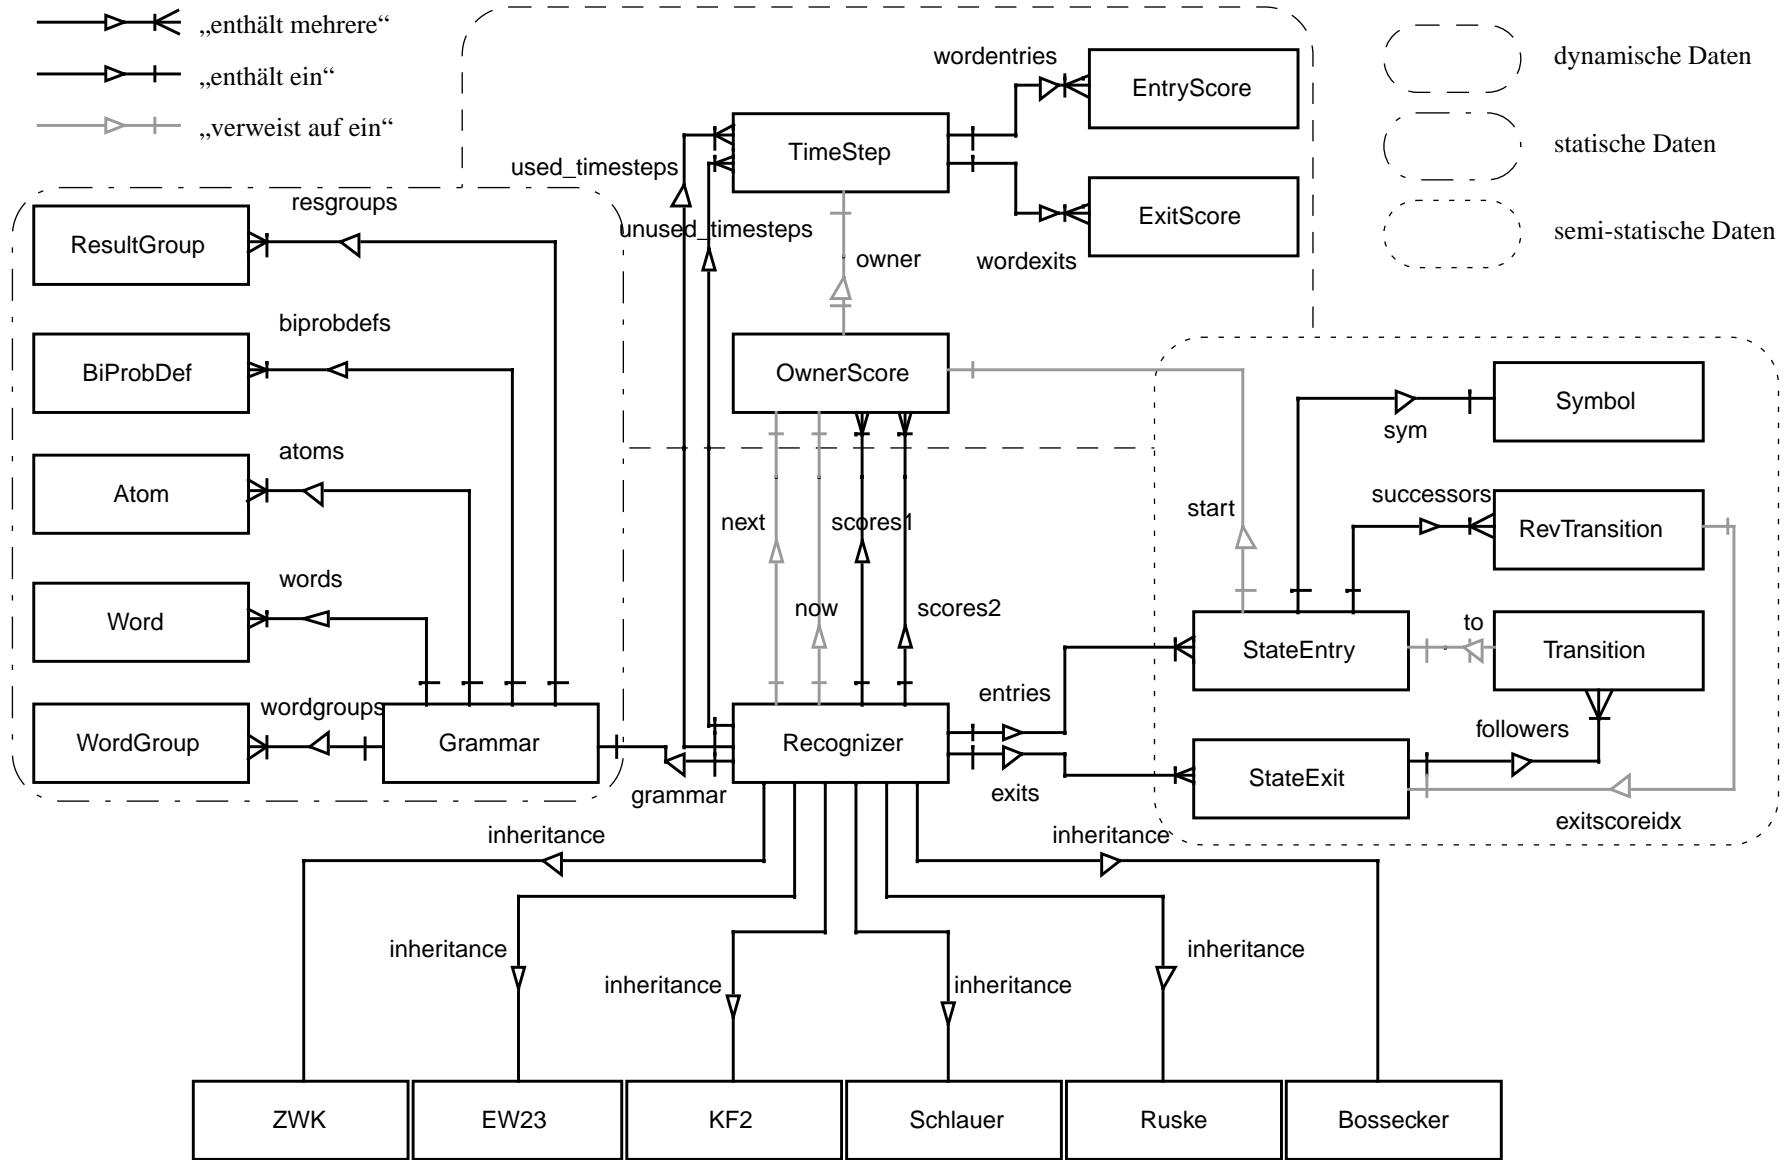 „enthält mehrere“
„enthält ein“
„verweist auf ein“
dynamische Daten
statische Daten
semi-statische Daten
wordentries
EntryScore
TimeStep
used_timesteps
ExitScore
wordexits
unused_timesteps
owner
resgroups
ResultGroup
biprobdefs
BiProbDef
OwnerScore
Symbol
sym
atoms
Atom
next
scores1
start
successors
RevTransition
words
Word
now
scores2
StateEntry
to
Transition
wordgroups
WordGroup
Grammar
grammar
Recognizer
entries
exits
followers
StateExit
exitscoreidx
inheritance
inheritance
inheritance
inheritance
inheritance
inheritance
ZWK
EW23
KF2
Schlauer
Ruske
Bossecker